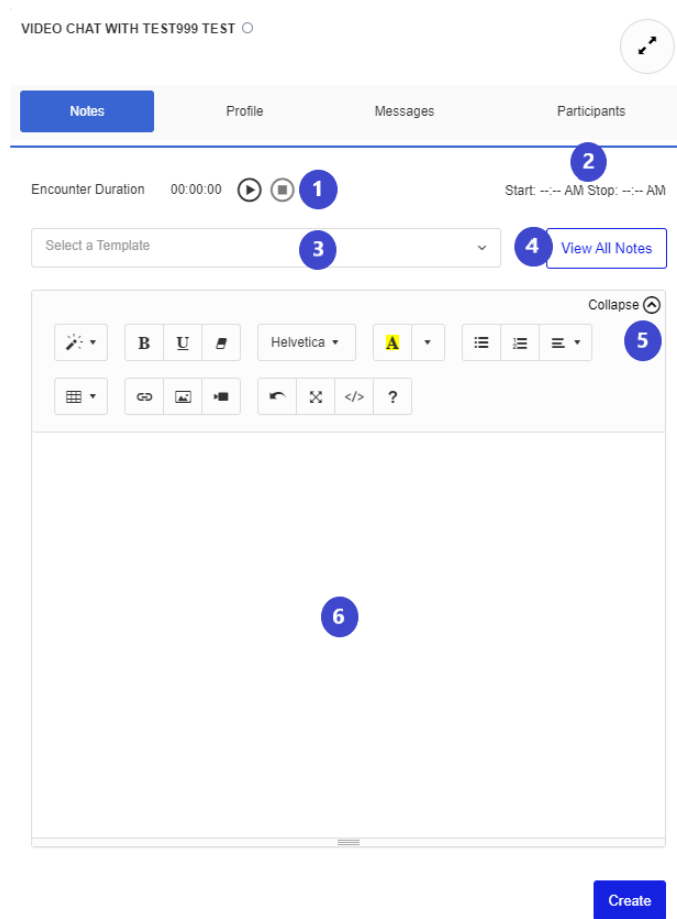 VIDEO CHAT WITH TEST999 TEST
Notes Profile Messages Participants
2
Encounter Duration 00:00:00 1 Start: --:-- AM Stop: --:-- AM
Select a Template 3 4 View All Notes
Collapse
5
B U Helvetica A
</> ?
6
Create